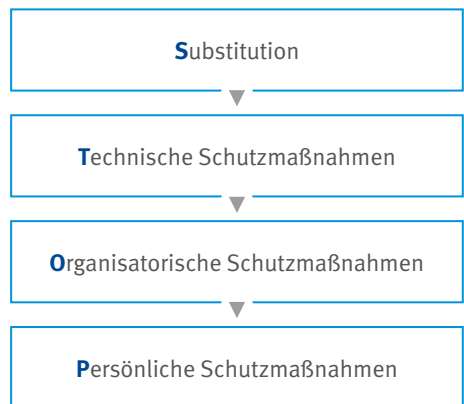 Substitution
Technische Schutzmaßnahmen
Organisatorische Schutzmaßnahmen
Persönliche Schutzmaßnahmen